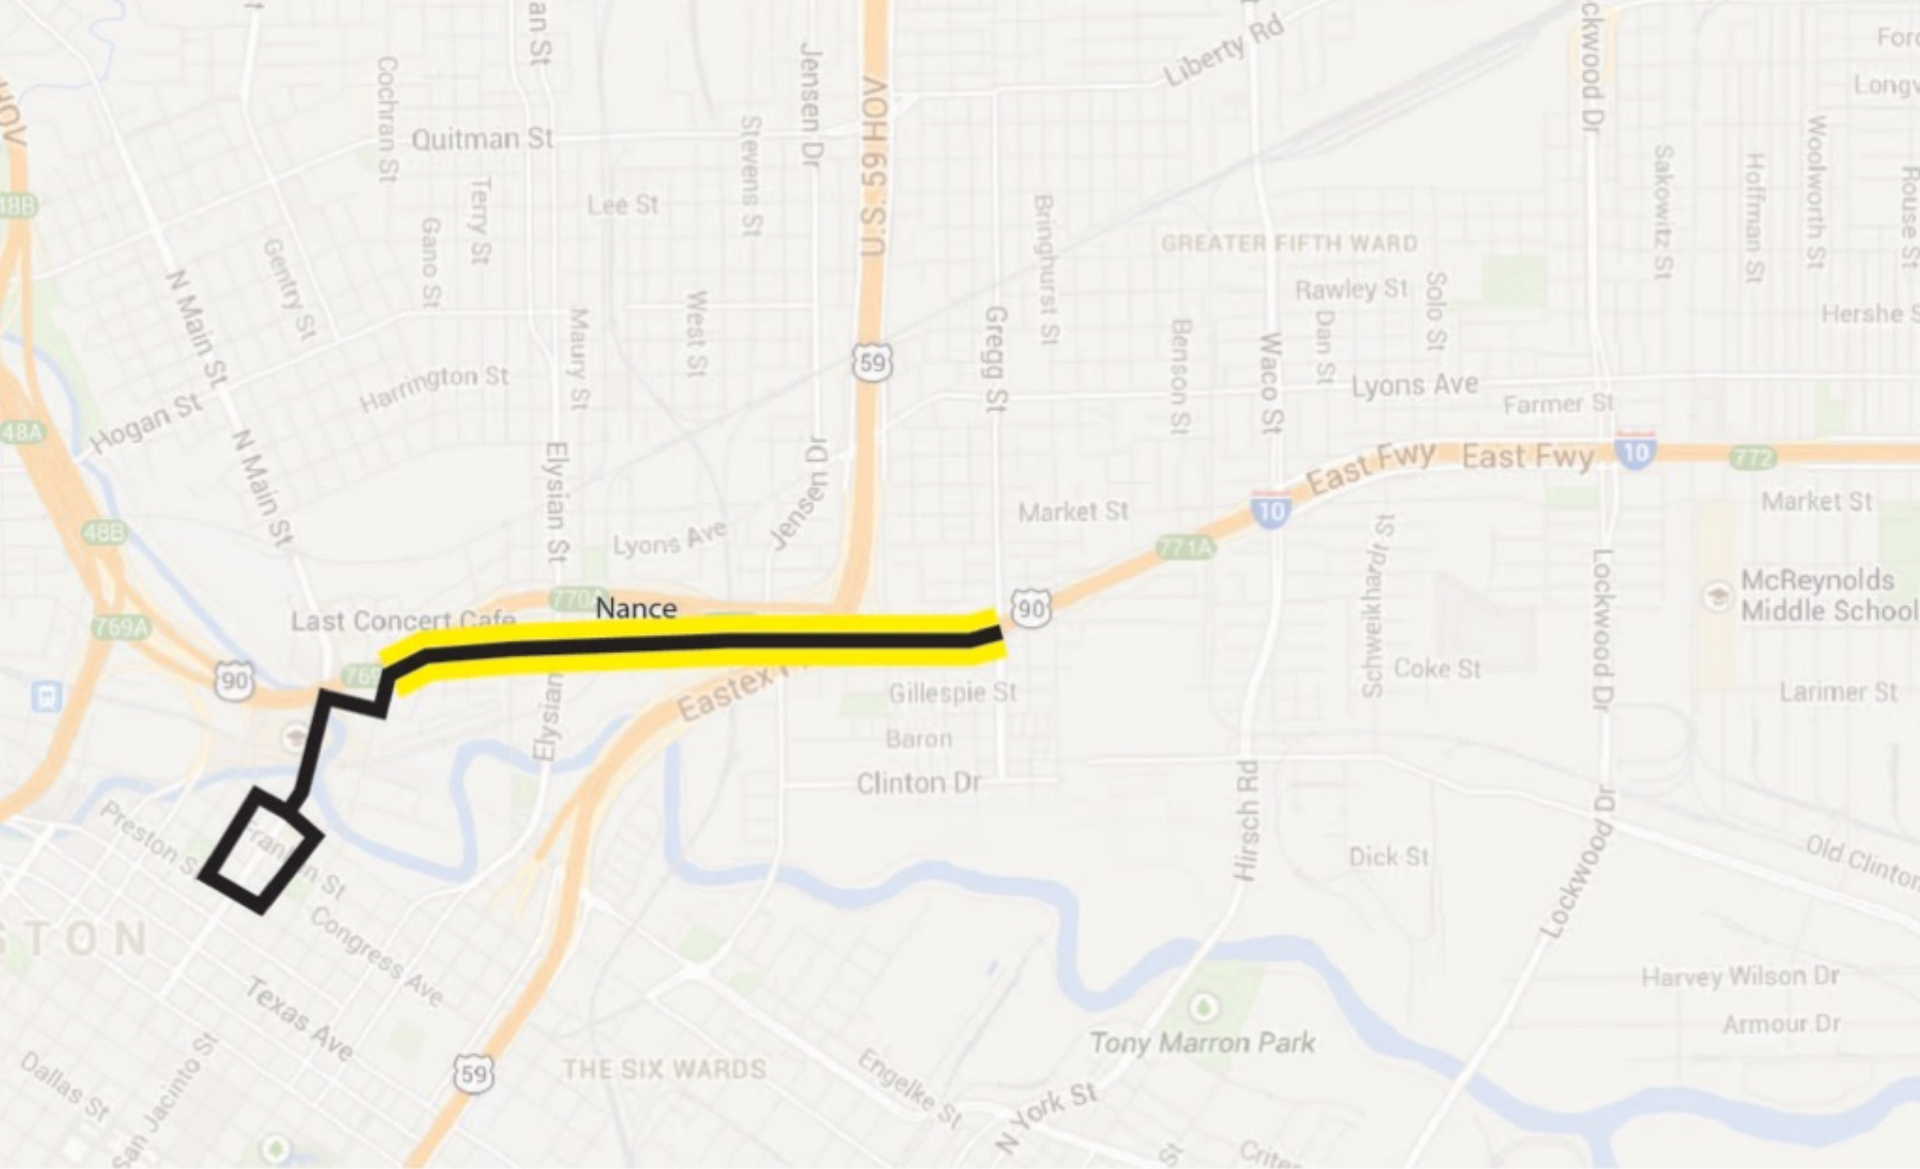 Liberty Rd
Jensen Dr
Cochran St
Quitman St
Stevens St
Terry St
Lee St
Gano St
U.S. 59 HOV
48B
Gentry St
N Main St
Bringhurst St
GREATER FIFTH WARD
Rawley St
Solo St
Dan St
Sakowitz St
Hoffman St
Woolworth St
Rouse St
Hershe S
Longv
Maury St
West St
59
Gregg St
Benson St
Waco St
Lyons Ave
Farmer St
Harrington St
Hogan St
48A
N Main St
Elysian St
Jensen Dr
Lyons Ave
East Fwy
East Fwy
10
772
10
Market St
Market St
771A
48B
Schweikhardt St
Lockwood Dr
McReynolds
Middle School
Last Concert Cafe
Nance
90
769A
90
Coke St
Larimer St
Gillespie St
Elysian
Baron
Clinton Dr
Hirsch Rd
Lockwood Dr
Preston St
Dick St
Old Clinton
STON
Congress Ave
Texas Ave
Harvey Wilson Dr
Armour Dr
Tony Marron Park
THE SIX WARDS
59
Engelke St
N York St
Dallas St
San Jacinto St